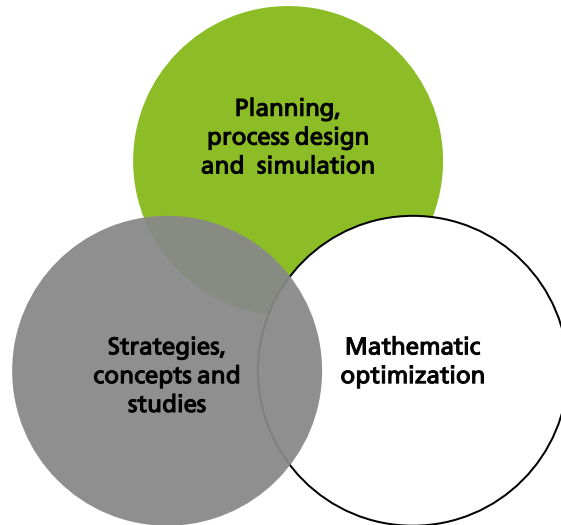 Planning,
process design
and simulation
Strategies,
concepts and
studies
Mathematic
optimization